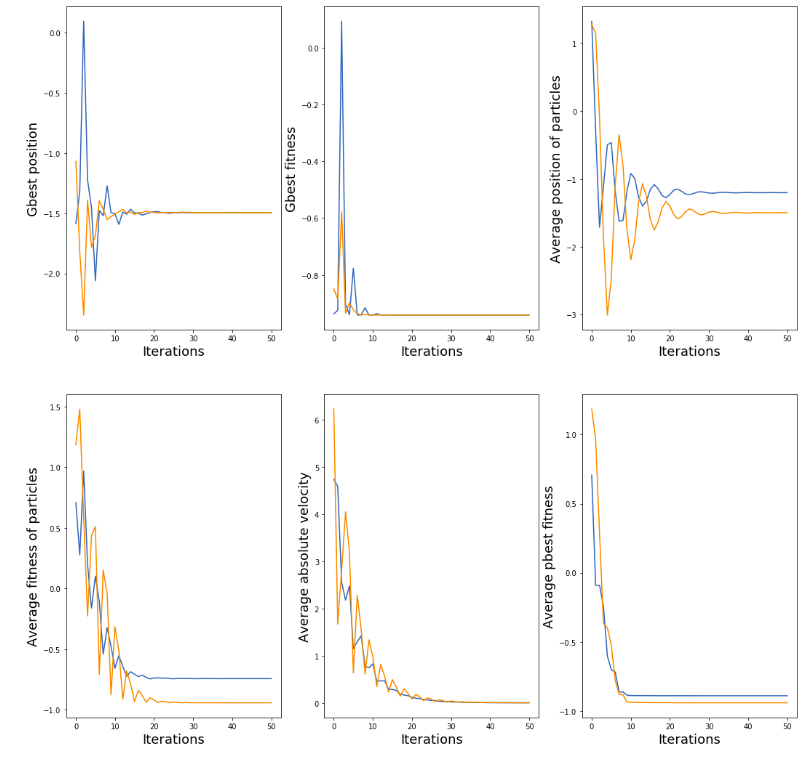 Gbest position
0.0
−0.5
−1.0
−1.5
−2.0
0 10 20 30 40 50
Iterations
Gbest fitness
0.0
−0.2
−0.4
−0.6
−0.8
0 10 20 30 40 50
Iterations
Average position of particles
1
0
−1
−2
−3
0 10 20 30 40 50
Iterations
Average fitness of particles
1.5
1.0
0.5
0.0
−0.5
−1.0
0 10 20 30 40 50
Iterations
Average absolute velocity
6
5
4
3
2
1
0
0 10 20 30 40 50
Iterations
Average pbest fitness
1.0
0.5
0.0
−0.5
−1.0
0 10 20 30 40 50
Iterations